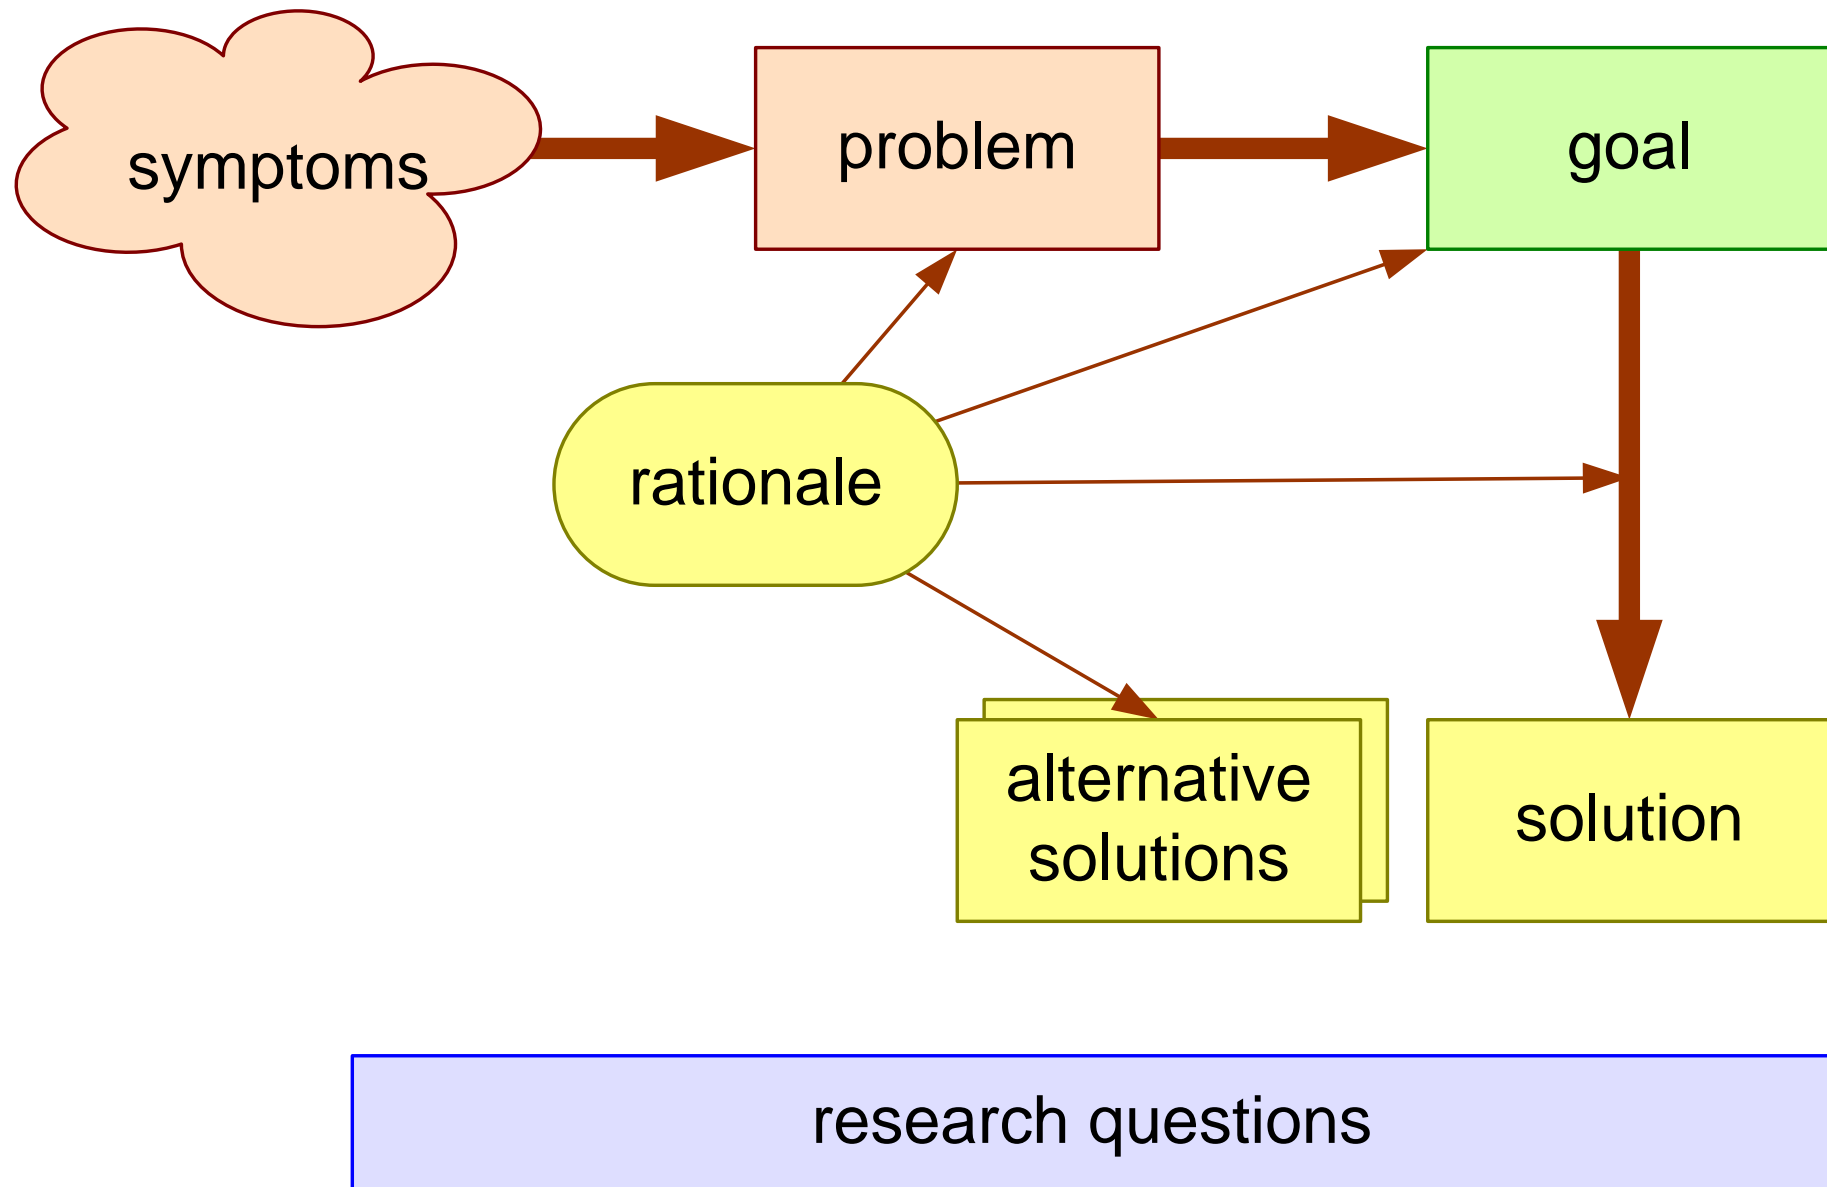 symptoms
problem
goal
rationale
alternative
solutions
solution
research questions